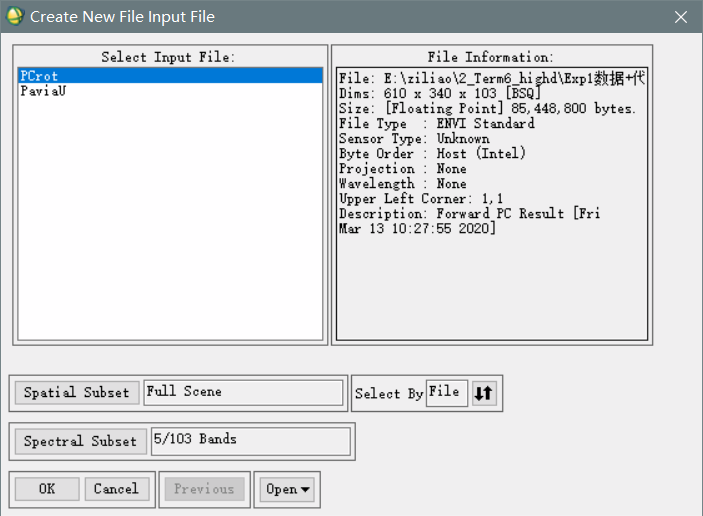 Create New File Input File
Select Input File:
PCrot
PaviaU
File Information:
File: E:\ziliao\2_Term6_highd\Exp1数据+代
Dims: 610 x 340 x 103 [BSQ]
Size: [Floating Point] 85,448,800 bytes.
File Type  : ENVI Standard
Sensor Type: Unknown
Byte Order : Host (Intel)
Projection : None
Wavelength : None
Upper Left Corner: 1,1
Description: Forward PC Result [Fri
Mar 13 10:27:55 2020]
Spatial Subset Full Scene
Select By File
Spectral Subset 5/103 Bands
OK Cancel Previous Open